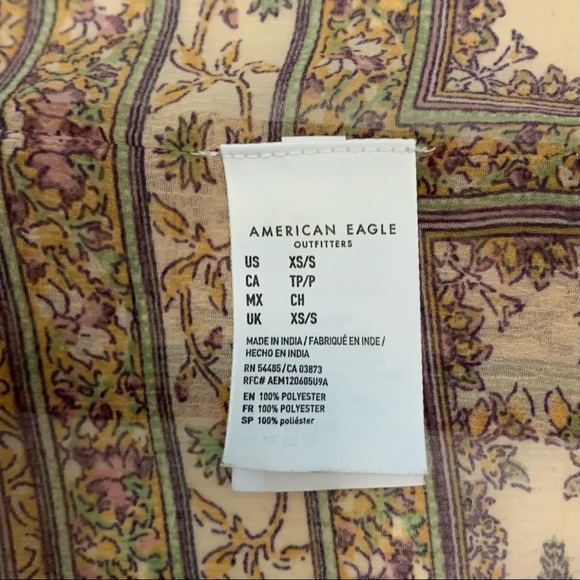 AMERICAN EAGLE
OUTFITTERS
US XS/S
CA TP/P
MX CH
UK XS/S
MADE IN INDIA / FABRIQUÉ EN INDE /
HECHO EN INDIA
RN 54485/CA 03873
RFC# AEM120605U9A
EN 100% POLYESTER
FR 100% POLYESTER
SP 100% poliéster